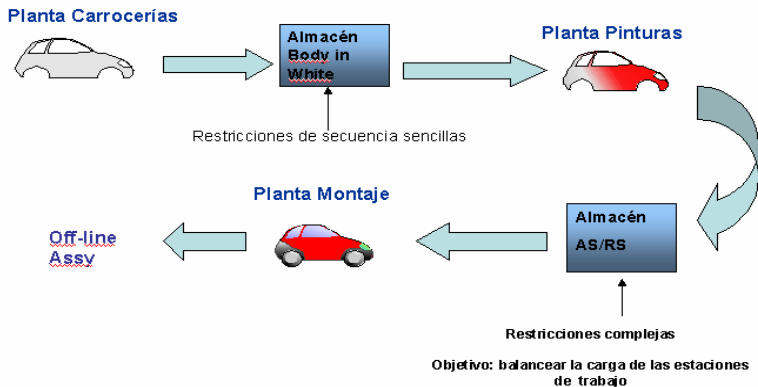 Planta Carrocerías
Almacén
Body in
White
Planta Pinturas
Restricciones de secuencia sencillas
Planta Montaje
Off-line
Assy
Almacén
AS/RS
Restricciones complejas
Objetivo: balancear la carga de las estaciones
de trabajo